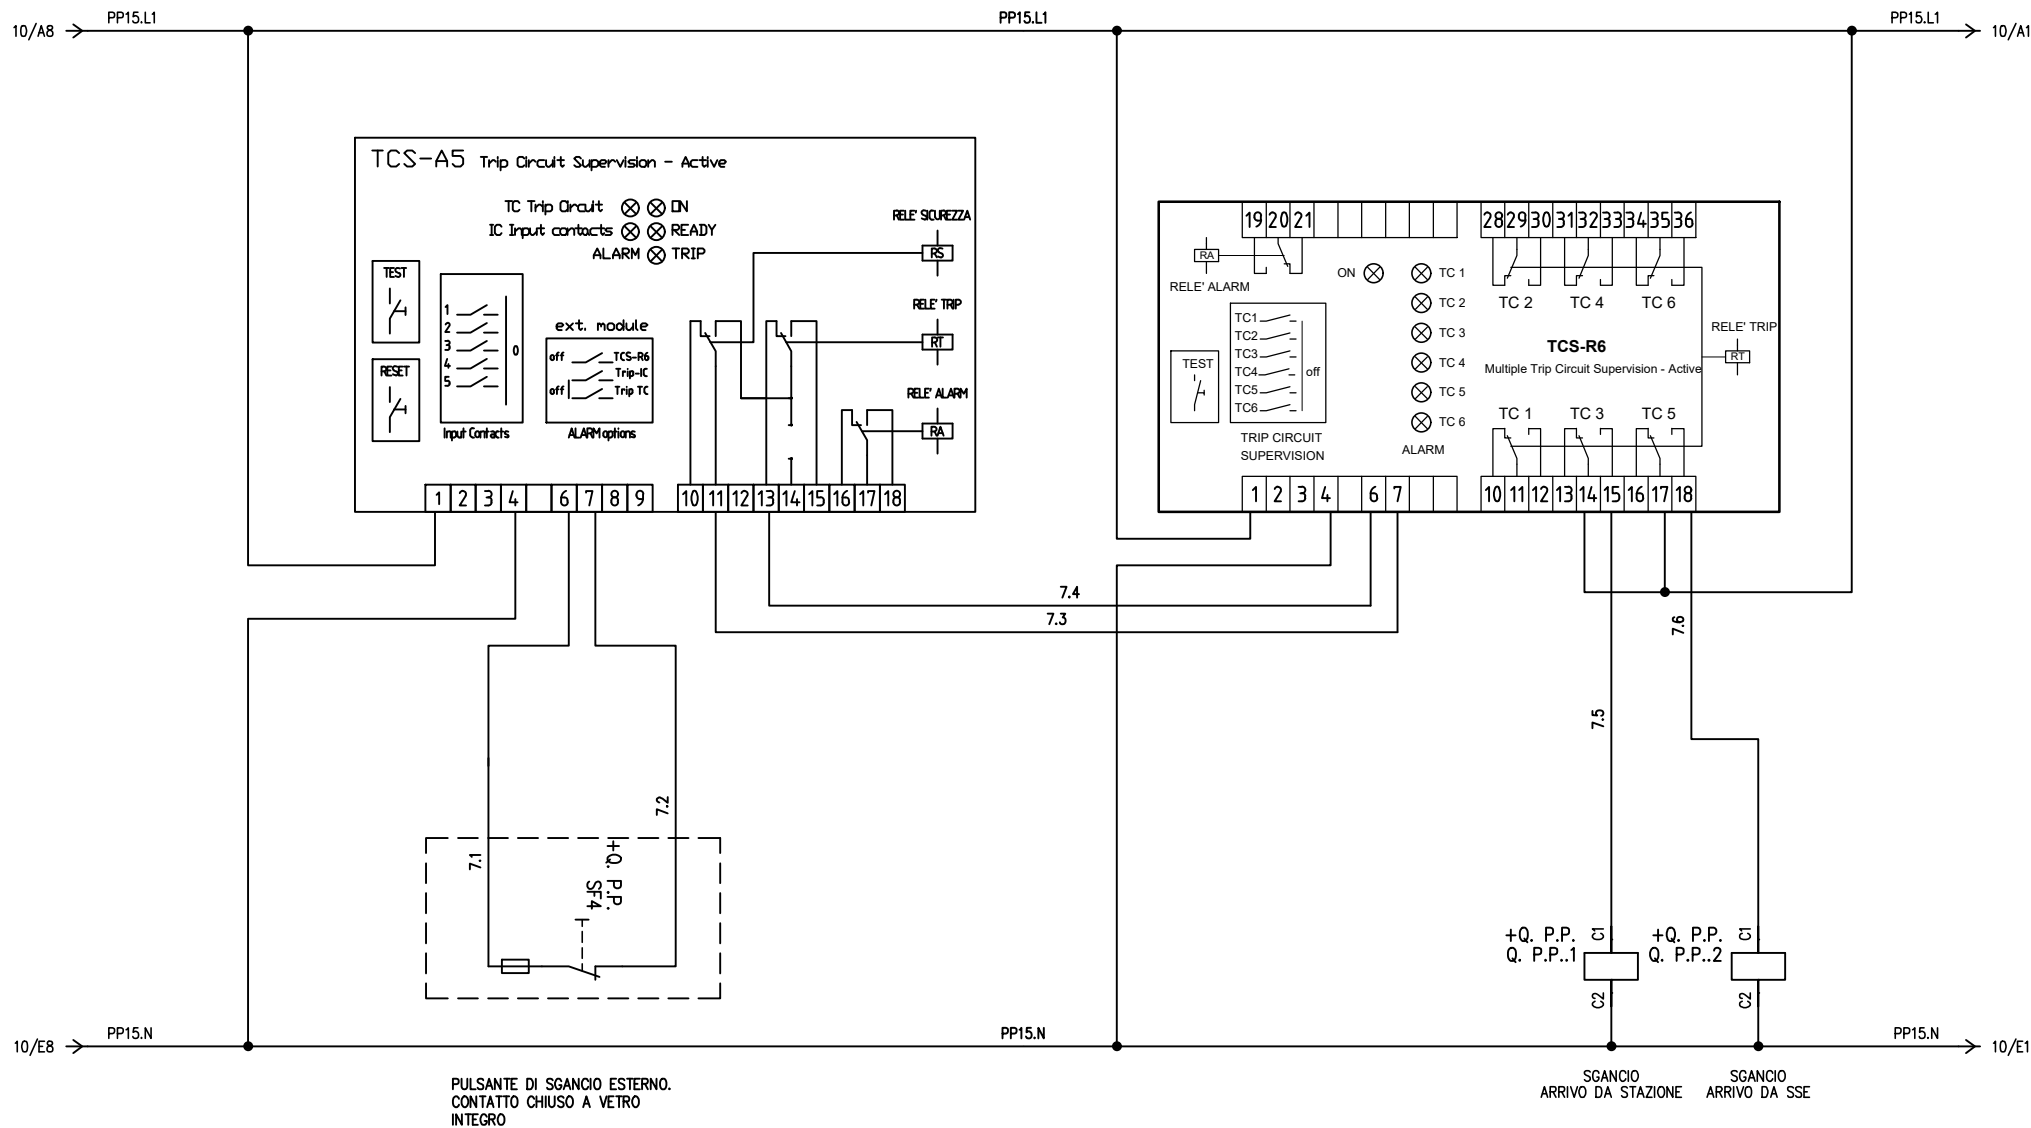 PP15.L1
PP15.L1
PP15.L1
10/A8
10/A1
TCS-A5 Trip Circuit Supervision - Active
TC Trip Circuit
ON
IC Input contacts
READY
ALARM
TRIP
RELE' SICUREZZA
RS
TEST
1
2
3
4
5
0
RESET
Input Contacts
ext. module
off
TCS-R6
Trip-IC
off
Trip TC
ALARM options
RELE' TRIP
RT
RELE' ALARM
RA
1 2 3 4 6 7 8 9 10 11 12 13 14 15 16 17 18
19 20 21 28 29 30 31 32 33 34 35 36
RA
RELE' ALARM
ON
TC 1
TC 2
TC 3
TC 4
TC 5
TC 6
ALARM
TC 2 TC 4 TC 6
TC1
TC2
TC3
TC4
TC5
TC6
off
TEST
TRIP CIRCUIT
SUPERVISION
TCS-R6
Multiple Trip Circuit Supervision - Active
RELE' TRIP
RT
TC 1 TC 3 TC 5
1 2 3 4 6 7 10 11 12 13 14 15 16 17 18
7.4
7.3
7.6
7.5
7.2
7.1
+Q. P.P.
SF4
+Q. P.P.
Q. P.P..1
C1
C2
+Q. P.P.
Q. P.P..2
C1
C2
PP15.N
PP15.N
PP15.N
10/E8
10/E1
PULSANTE DI SGANCIO ESTERNO.
CONTATTO CHIUSO A VETRO
INTEGRO
SGANCIO
ARRIVO DA STAZIONE
SGANCIO
ARRIVO DA SSE